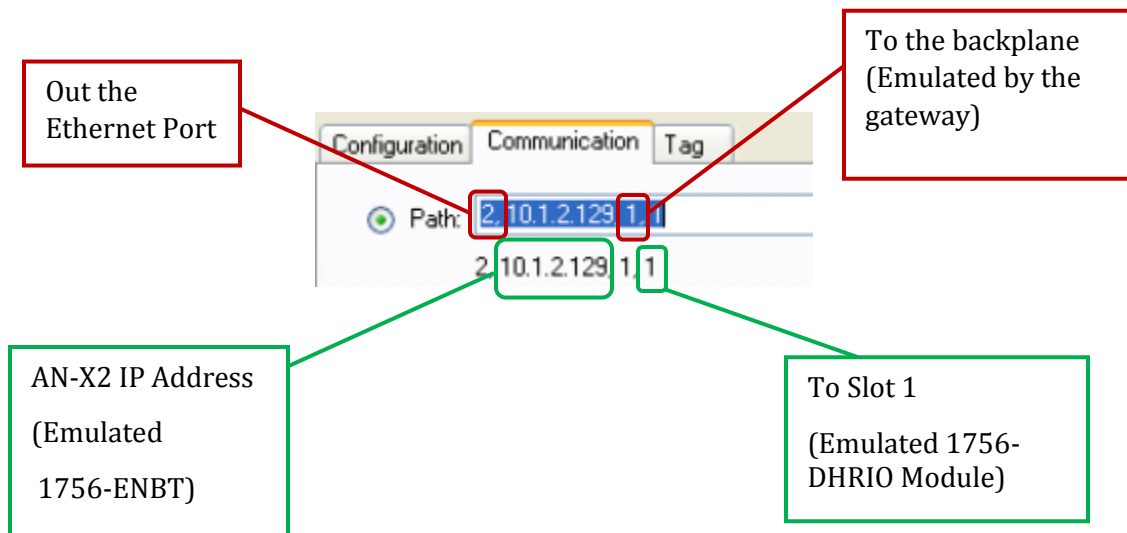 To the backplane
(Emulated by the
gateway)
Out the
Ethernet Port
Configuration Communication Tag
Path: 2, 10.1.2.129, 1, 1
2, 10.1.2.129, 1, 1
AN-X2 IP Address
(Emulated
1756-ENBT)
To Slot 1
(Emulated 1756-
DHRIO Module)